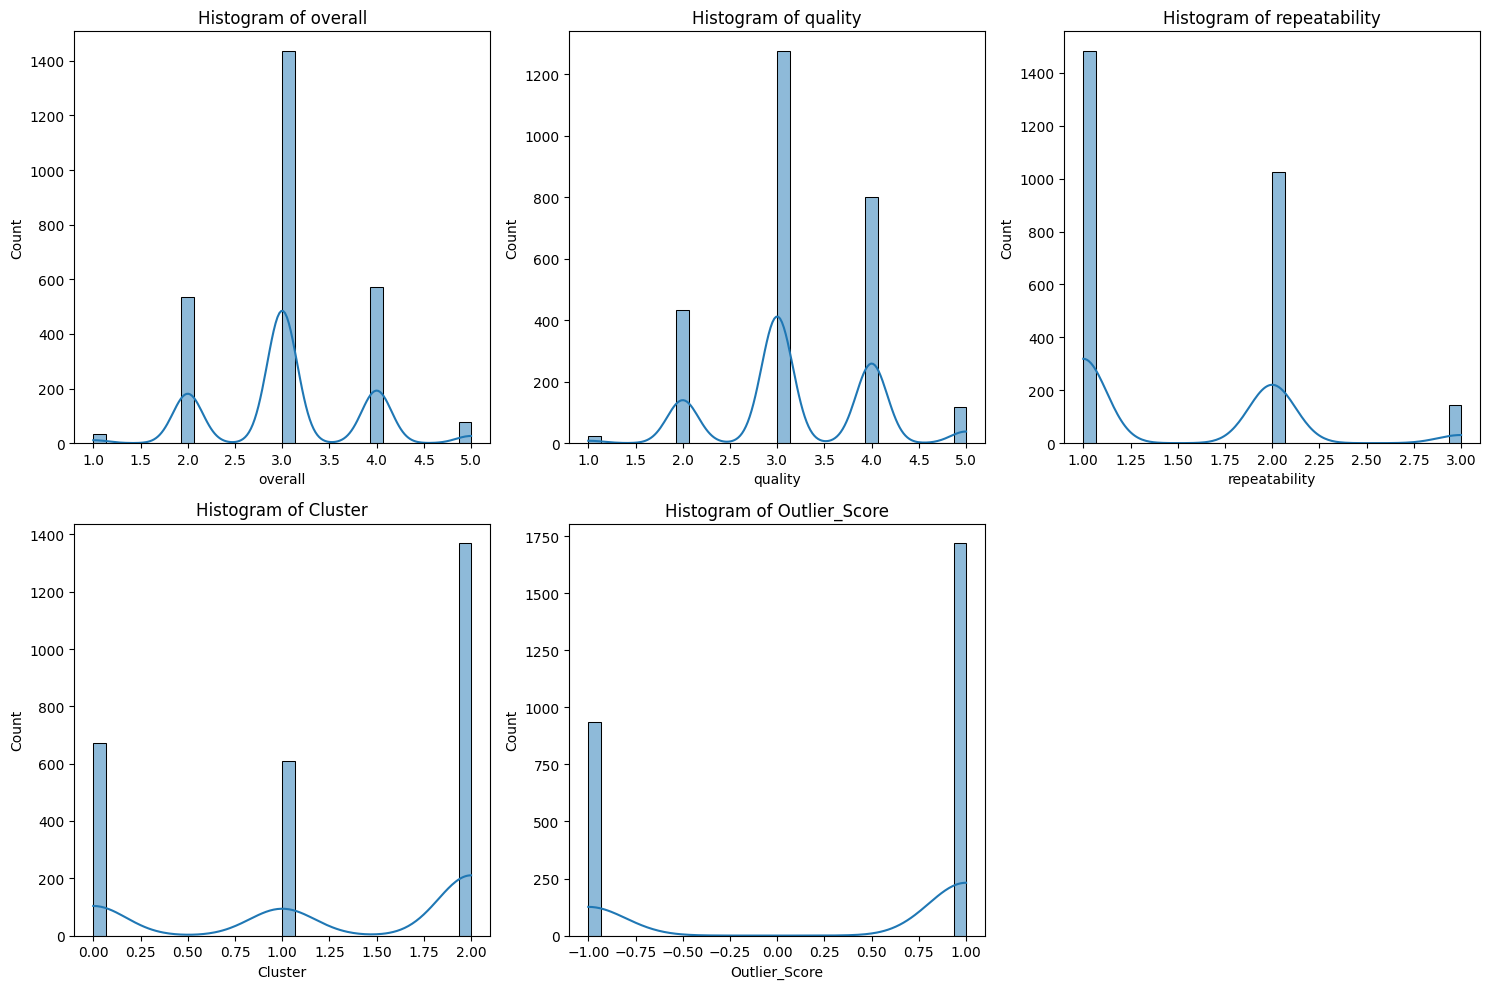 Histogram of overall
1400
1200
1000
800
600
400
200
0
Count
1.0 1.5 2.0 2.5 3.0 3.5 4.0 4.5 5.0
overall
Histogram of quality
1200
1000
800
600
400
200
0
Count
1.0 1.5 2.0 2.5 3.0 3.5 4.0 4.5 5.0
quality
Histogram of repeatability
1400
1200
1000
800
600
400
200
0
Count
1.00 1.25 1.50 1.75 2.00 2.25 2.50 2.75 3.00
repeatability
Histogram of Cluster
1400
1200
1000
800
600
400
200
0
Count
0.00 0.25 0.50 0.75 1.00 1.25 1.50 1.75 2.00
Cluster
Histogram of Outlier_Score
1750
1500
1250
1000
750
500
250
0
Count
−1.00 −0.75 −0.50 −0.25 0.00 0.25 0.50 0.75 1.00
Outlier_Score